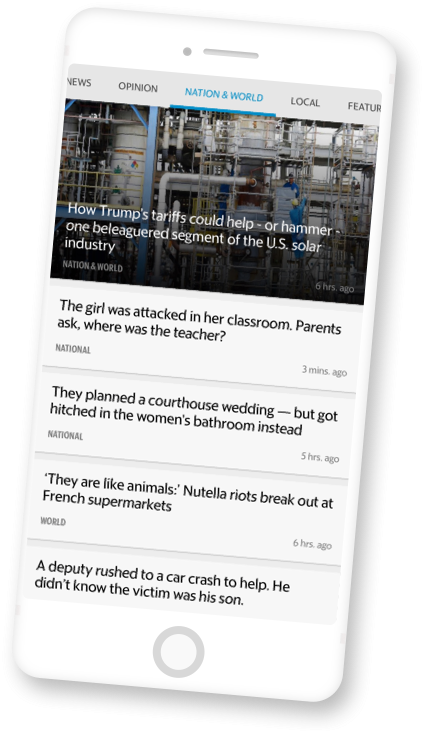 NEWS OPINION NATION & WORLD LOCAL FEATUR
How Trump's tariffs could help - or hammer -
one beleaguered segment of the U.S. solar
industry
NATION & WORLD 6 hrs. ago
The girl was attacked in her classroom. Parents
ask, where was the teacher?
NATIONAL 3 mins. ago
They planned a courthouse wedding — but got
hitched in the women's bathroom instead
NATIONAL 5 hrs. ago
‘They are like animals:’ Nutella riots break out at
French supermarkets
WORLD 6 hrs. ago
A deputy rushed to a car crash to help. He
didn't know the victim was his son.